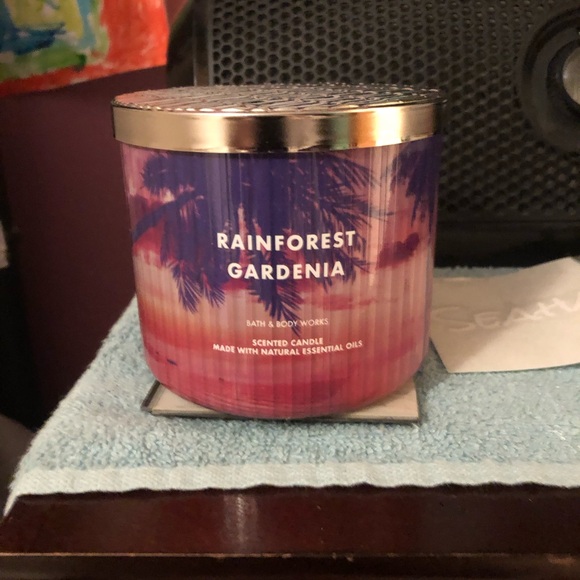 RAINFOREST
GARDENIA
BATH & BODY WORKS
SCENTED CANDLE
MADE WITH NATURAL ESSENTIAL OILS